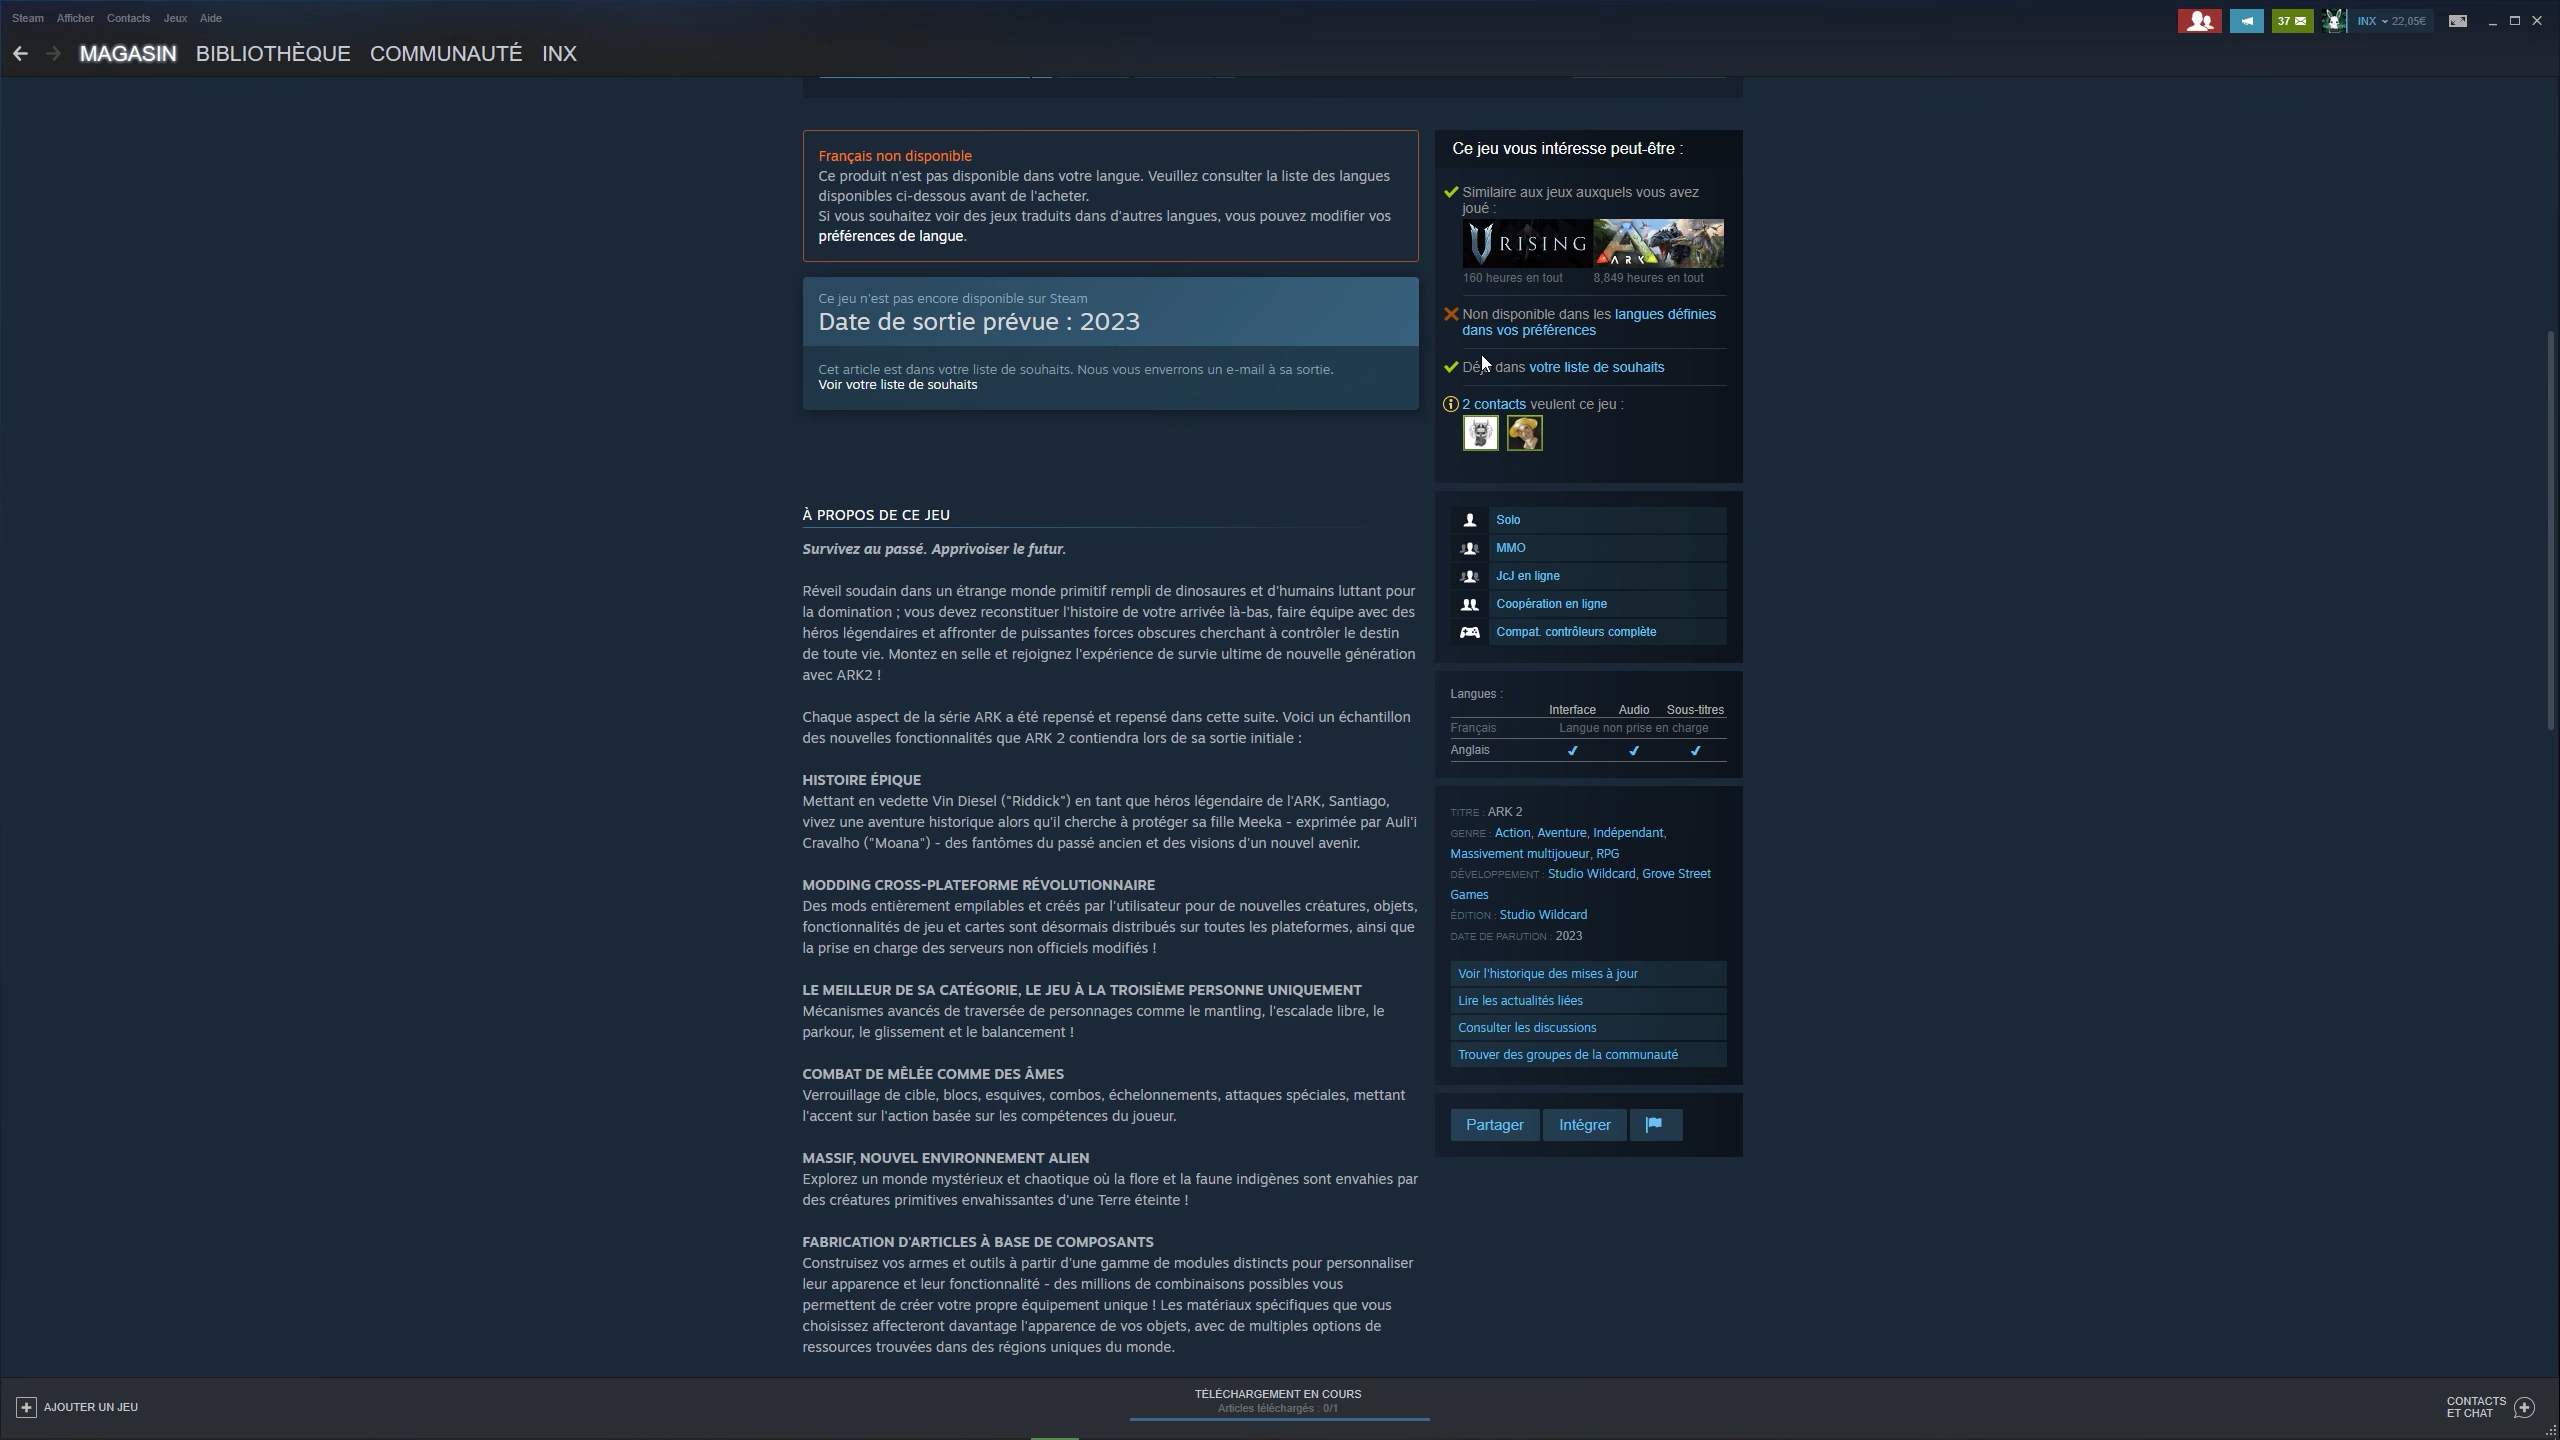 Steam Afficher Contacts Jeux Aide
37
INX 22,05€
MAGASIN BIBLIOTHÈQUE COMMUNAUTÉ INX
Français non disponible
Ce produit n'est pas disponible dans votre langue. Veuillez consulter la liste des langues
disponibles ci-dessous avant de l'acheter.
Si vous souhaitez voir des jeux traduits dans d'autres langues, vous pouvez modifier vos
préférences de langue.
Ce jeu n'est pas encore disponible sur Steam
Date de sortie prévue : 2023
Cet article est dans votre liste de souhaits. Nous vous enverrons un e-mail à sa sortie.
Voir votre liste de souhaits
À PROPOS DE CE JEU
Survivez au passé. Apprivoiser le futur.
Réveil soudain dans un étrange monde primitif rempli de dinosaures et d'humains luttant pour
la domination ; vous devez reconstituer l'histoire de votre arrivée là-bas, faire équipe avec des
héros légendaires et affronter de puissantes forces obscures cherchant à contrôler le destin
de toute vie. Montez en selle et rejoignez l'expérience de survie ultime de nouvelle génération
avec ARK2 !
Chaque aspect de la série ARK a été repensé et repensé dans cette suite. Voici un échantillon
des nouvelles fonctionnalités que ARK 2 contiendra lors de sa sortie initiale :
HISTOIRE ÉPIQUE
Mettant en vedette Vin Diesel ("Riddick") en tant que héros légendaire de l'ARK, Santiago,
vivez une aventure historique alors qu'il cherche à protéger sa fille Meeka - exprimée par Auli'i
Cravalho ("Moana") - des fantômes du passé ancien et des visions d'un nouvel avenir.
MODDING CROSS-PLATEFORME RÉVOLUTIONNAIRE
Des mods entièrement empilables et créés par l'utilisateur pour de nouvelles créatures, objets,
fonctionnalités de jeu et cartes sont désormais distribués sur toutes les plateformes, ainsi que
la prise en charge des serveurs non officiels modifiés !
LE MEILLEUR DE SA CATÉGORIE, LE JEU À LA TROISIÈME PERSONNE UNIQUEMENT
Mécanismes avancés de traversée de personnages comme le mantling, l'escalade libre, le
parkour, le glissement et le balancement !
COMBAT DE MÊLÉE COMME DES ÂMES
Verrouillage de cible, blocs, esquives, combos, échelonnements, attaques spéciales, mettant
l'accent sur l'action basée sur les compétences du joueur.
MASSIF, NOUVEL ENVIRONNEMENT ALIEN
Explorez un monde mystérieux et chaotique où la flore et la faune indigènes sont envahies par
des créatures primitives envahissantes d'une Terre éteinte !
FABRICATION D'ARTICLES À BASE DE COMPOSANTS
Construisez vos armes et outils à partir d'une gamme de modules distincts pour personnaliser
leur apparence et leur fonctionnalité - des millions de combinaisons possibles vous
permettent de créer votre propre équipement unique ! Les matériaux spécifiques que vous
choisissez affecteront davantage l'apparence de vos objets, avec de multiples options de
ressources trouvées dans des régions uniques du monde.
Ce jeu vous intéresse peut-être :
Similaire aux jeux auxquels vous avez
joué :
V RISING ARK
160 heures en tout 8,849 heures en tout
Non disponible dans les langues définies
dans vos préférences
Déjà dans votre liste de souhaits
2 contacts veulent ce jeu :
Solo
MMO
JcJ en ligne
Coopération en ligne
Compat. contrôleurs complète
Langues :
Interface Audio Sous-titres
Français Langue non prise en charge
Anglais ✔ ✔ ✔
TITRE : ARK 2
GENRE : Action, Aventure, Indépendant,
Massivement multijoueur, RPG
DÉVELOPPEMENT : Studio Wildcard, Grove Street
Games
ÉDITION : Studio Wildcard
DATE DE PARUTION : 2023
Voir l'historique des mises à jour
Lire les actualités liées
Consulter les discussions
Trouver des groupes de la communauté
Partager Intégrer
AJOUTER UN JEU
TÉLÉCHARGEMENT EN COURS
Articles téléchargés : 0/1
CONTACTS
ET CHAT